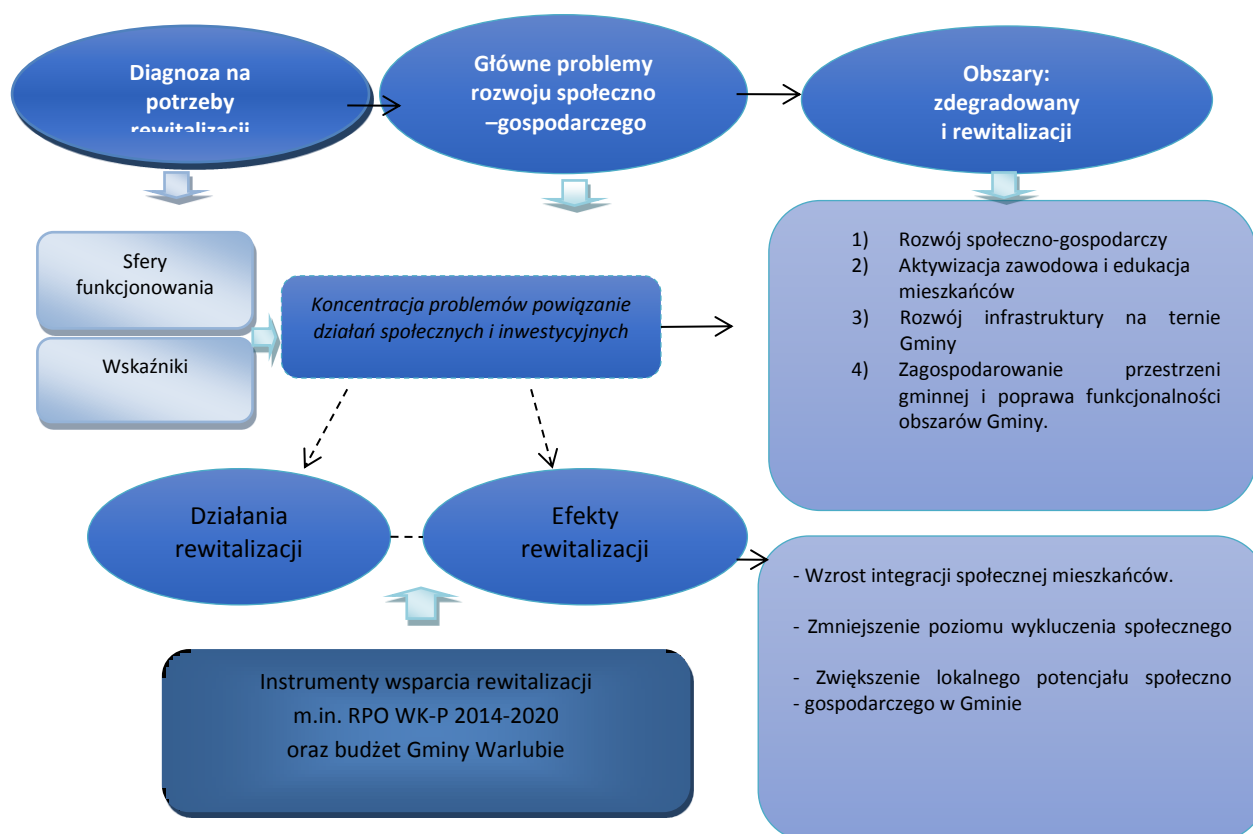 Diagnoza na
potrzeby
rewitalizacji
Główne problemy
rozwoju społeczno
–gospodarczego
Obszary:
zdegradowany
i rewitalizacji
Sfery
funkcjonowania
Wskaźniki
Koncentracja problemów powiązanie
działań społecznych i inwestycyjnych
1) Rozwój społeczno-gospodarczy
2) Aktywizacja zawodowa i edukacja
mieszkańców
3) Rozwój infrastruktury na ternie
Gminy
4) Zagospodarowanie przestrzeni
gminnej i poprawa funkcjonalności
obszarów Gminy.
Działania
rewitalizacji
Efekty
rewitalizacji
- Wzrost integracji społecznej mieszkańców.
- Zmniejszenie poziomu wykluczenia społecznego
- Zwiększenie lokalnego potencjału społeczno
- gospodarczego w Gminie
Instrumenty wsparcia rewitalizacji
m.in. RPO WK-P 2014-2020
oraz budżet Gminy Warlubie